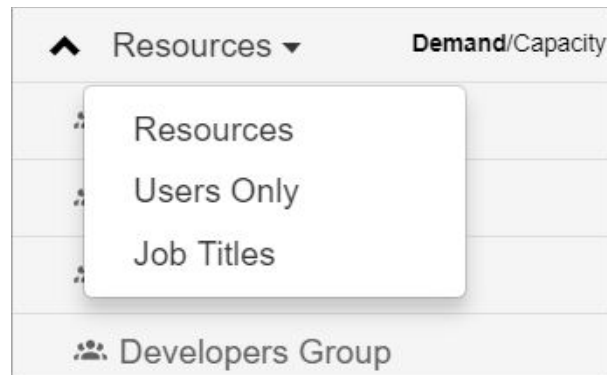 Resources Demand/Capacity
Resources
Users Only
Job Titles
Developers Group